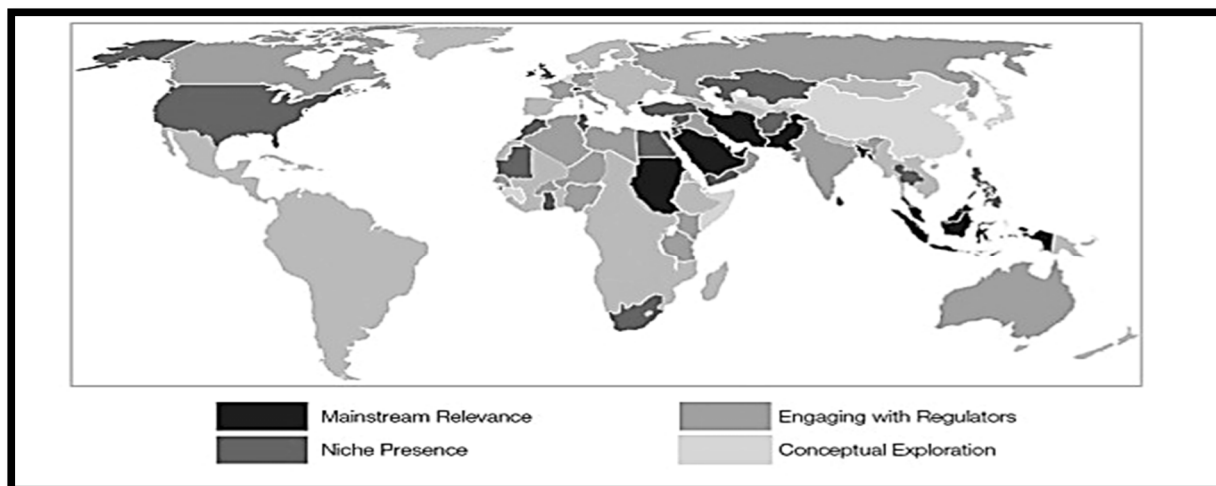 Mainstream Relevance
Engaging with Regulators
Niche Presence
Conceptual Exploration